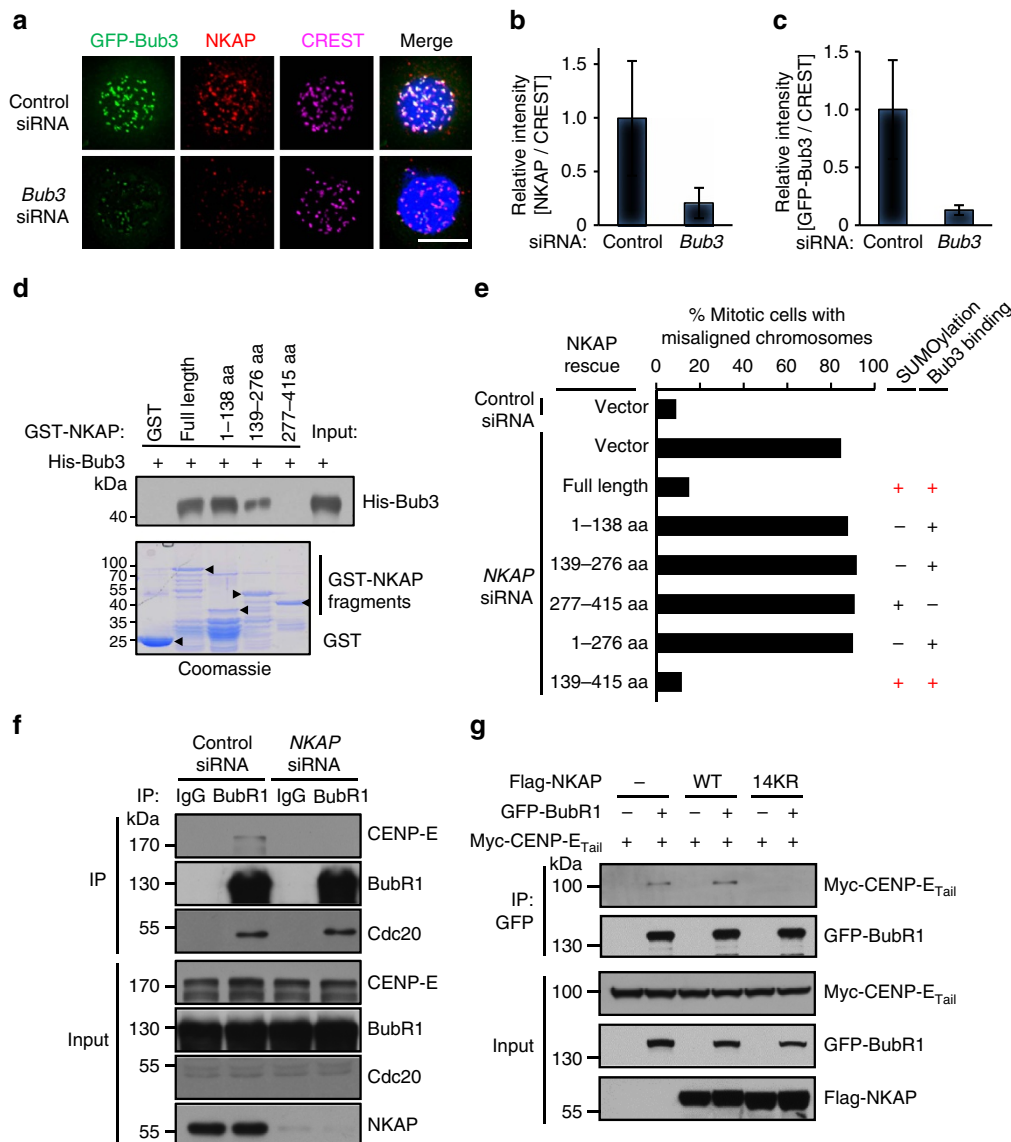 a
GFP-Bub3 NKAP CREST Merge
Control
siRNA
Bub3
siRNA
b
Relative intensity
[NKAP / CREST]
1.5
1.0
0.5
0
siRNA: Control Bub3
c
Relative intensity
[GFP-Bub3 / CREST]
1.5
1.0
0.5
0
siRNA: Control Bub3
d
GST-NKAP: GST Full length 1–138 aa 139–276 aa 277–415 aa Input:
His-Bub3 + + + + + +
kDa
40
His-Bub3
100
70
55
40
35
25
GST-NKAP
fragments
GST
Coomassie
e
% Mitotic cells with
misaligned chromosomes
NKAP
rescue
0 20 40 60 80 100
SUMOylation
Bub3 binding
Control
siRNA
Vector
NKAP
siRNA
Vector
Full length + +
1–138 aa – +
139–276 aa – +
277–415 aa + –
1–276 aa – +
139–415 aa + +
f
Control
siRNA
NKAP
siRNA
IP: IgG BubR1 IgG BubR1
kDa
IP
170 CENP-E
130 BubR1
55 Cdc20
Input
170 CENP-E
130 BubR1
55 Cdc20
55 NKAP
g
Flag-NKAP – WT 14KR
GFP-BubR1 – + – + – +
Myc-CENP-ETail + + + + + +
kDa
IP:
GFP
100 Myc-CENP-ETail
130 GFP-BubR1
Input
100 Myc-CENP-ETail
130 GFP-BubR1
55 Flag-NKAP